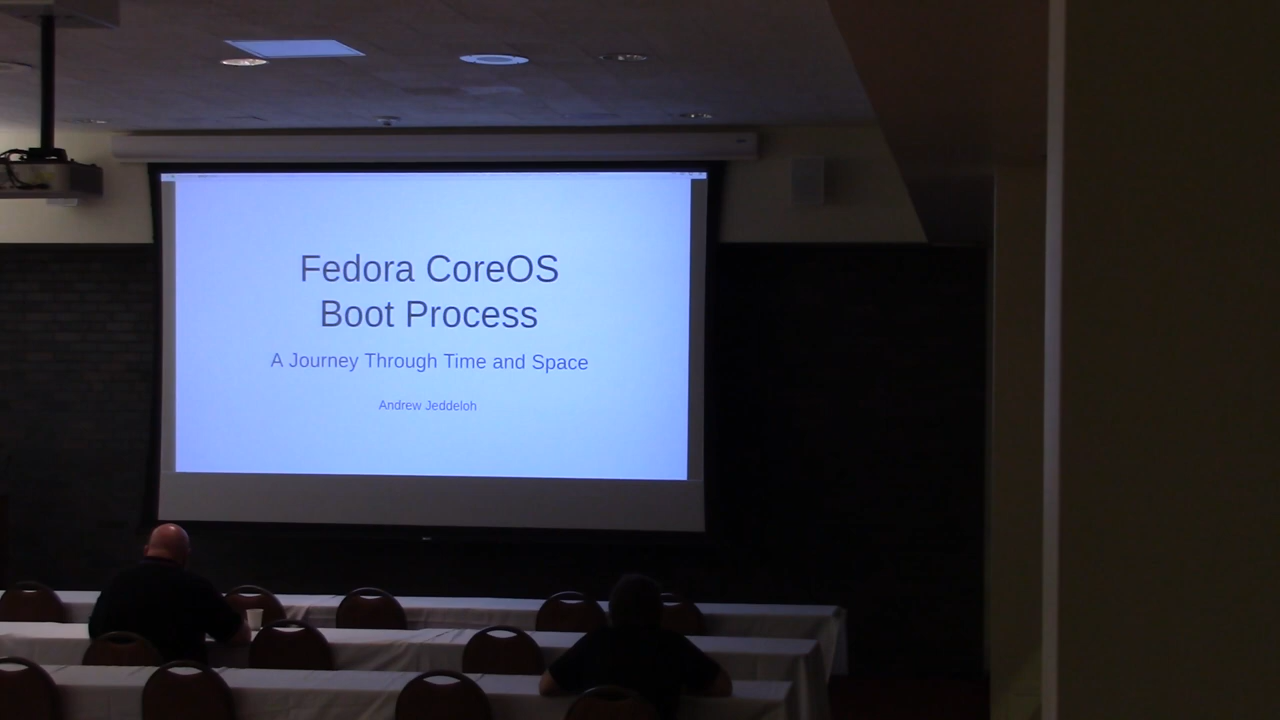 Fedora CoreOS
Boot Process
A Journey Through Time and Space
Andrew Jeddeloh